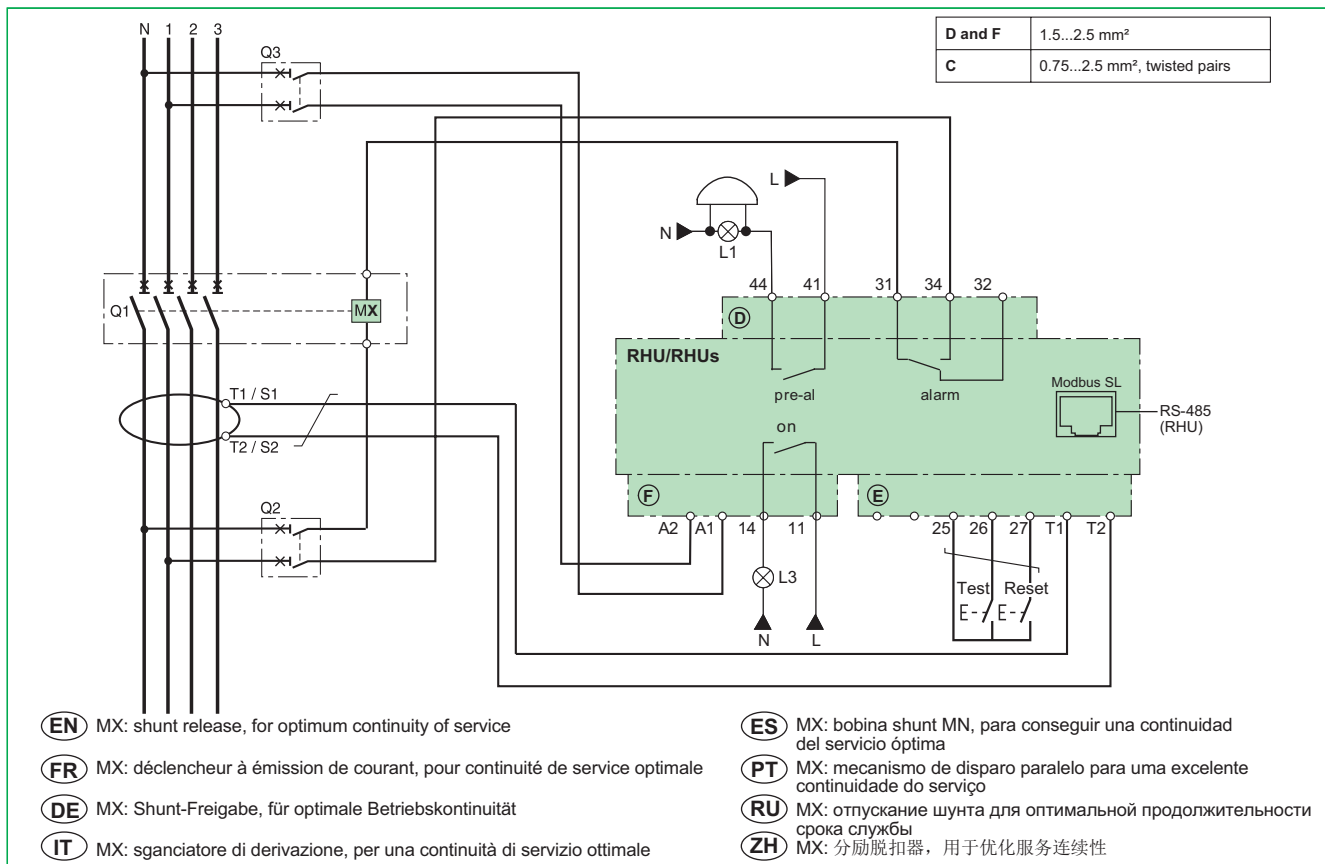 N 1 2 3
Q3
D and F 1.5...2.5 mm²
C 0.75...2.5 mm², twisted pairs
L
N
L1
44 41 31 34 32
Q1
MX
D
RHU/RHUs
pre-al
alarm
Modbus SL
RS-485
(RHU)
T1 / S1
T2 / S2
on
Q2
F
E
A2 A1 14 11
25 26 27 T1 T2
L3
N L
Test Reset
E E
EN MX: shunt release, for optimum continuity of service
FR MX: déclencheur à émission de courant, pour continuité de service optimale
DE MX: Shunt-Freigabe, für optimale Betriebskontinuität
IT MX: sganciatore di derivazione, per una continuità di servizio ottimale
ES MX: bobina shunt MN, para conseguir una continuidad
del servicio óptima
PT MX: mecanismo de disparo paralelo para uma excelente
continuidade do serviço
RU MX: отпускание шунта для оптимальной продолжительности
срока службы
ZH MX: 分励脱扣器，用于优化服务连续性